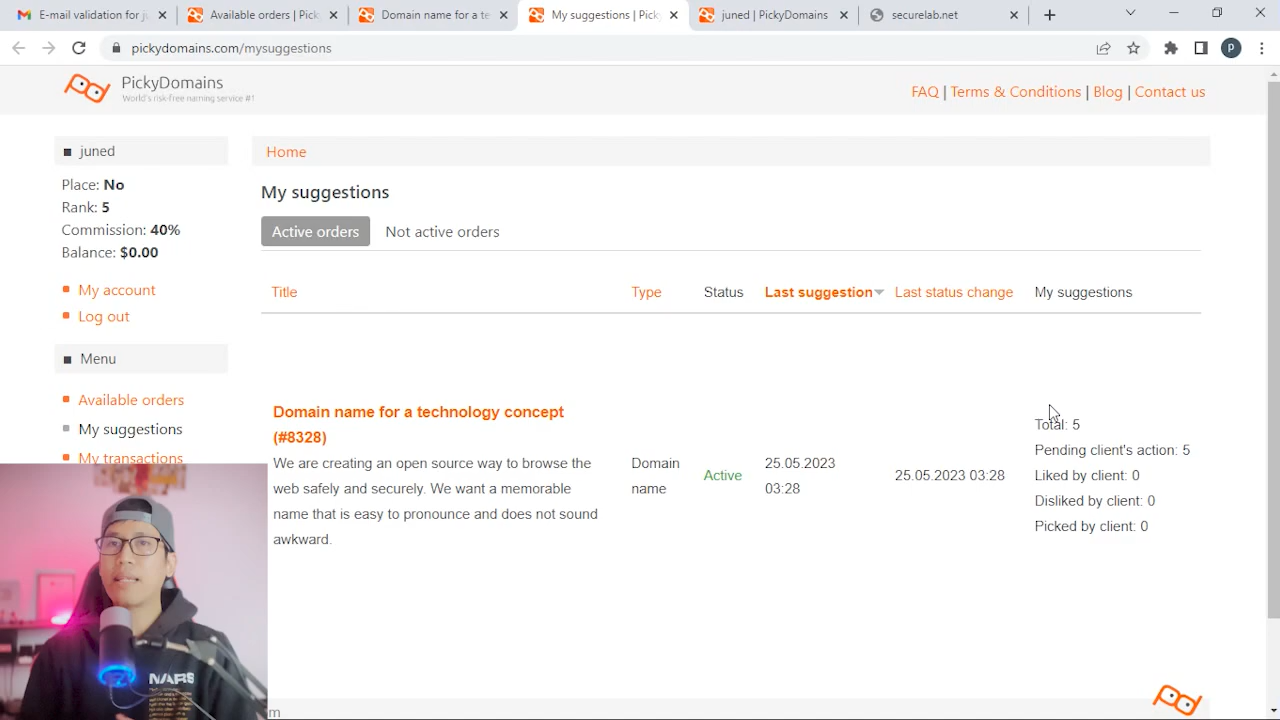 Email validation for j
Available orders | Pick
Domain name for a te
My suggestions | Pick
juned | PickyDomains
securelab.net
pickydomains.com/mysuggestions
P
PickyDomains
World's risk-free naming service #1
FAQ | Terms & Conditions | Blog | Contact us
juned
Place: No
Rank: 5
Commission: 40%
Balance: $0.00
My account
Log out
Menu
Available orders
My suggestions
My transactions
Home
My suggestions
Active orders Not active orders
Title Type Status Last suggestion Last status change My suggestions
Domain name for a technology concept
(#8328)
We are creating an open source way to browse the
web safely and securely. We want a memorable
name that is easy to pronounce and does not sound
awkward.
Domain
name
Active
25.05.2023
03:28
25.05.2023 03:28
Total: 5
Pending client's action: 5
Liked by client: 0
Disliked by client: 0
Picked by client: 0
NARS
m